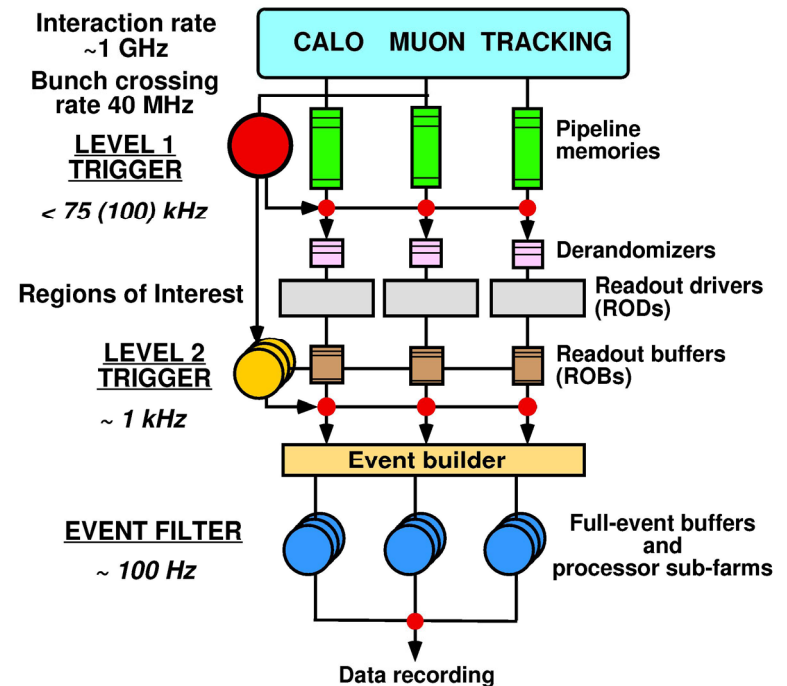 Interaction rate
~1 GHz
CALO MUON TRACKING
Bunch crossing
rate 40 MHz
LEVEL 1
TRIGGER
Pipeline
memories
< 75 (100) kHz
Derandomizers
Regions of Interest
Readout drivers
(RODs)
LEVEL 2
TRIGGER
Readout buffers
(ROBs)
~ 1 kHz
Event builder
EVENT FILTER
~ 100 Hz
Full-event buffers
and
processor sub-farms
Data recording